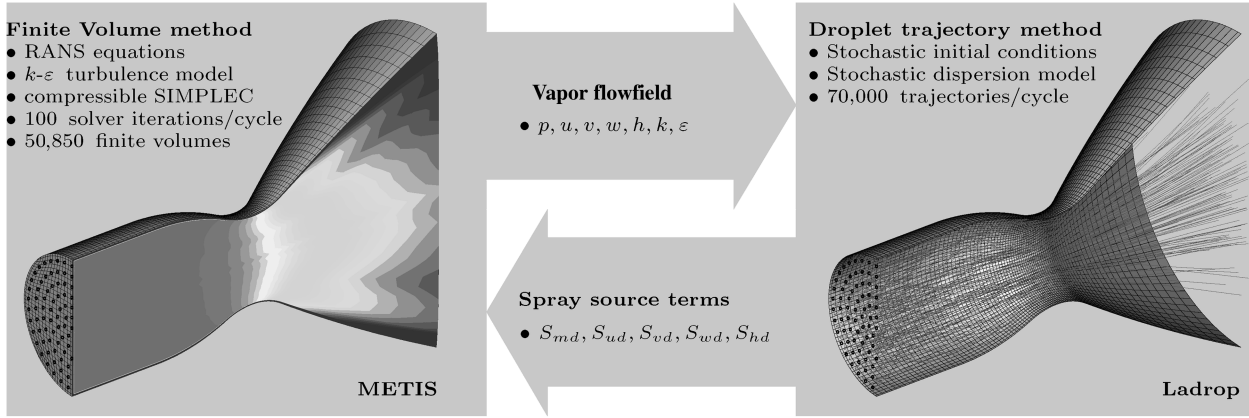 Finite Volume method
• RANS equations
• k-ε turbulence model
• compressible SIMPLEC
• 100 solver iterations/cycle
• 50,850 finite volumes
METIS
Vapor flowfield
• p, u, v, w, h, k, ε
Spray source terms
• S_md, S_ud, S_vd, S_wd, S_hd
Droplet trajectory method
• Stochastic initial conditions
• Stochastic dispersion model
• 70,000 trajectories/cycle
Ladrop